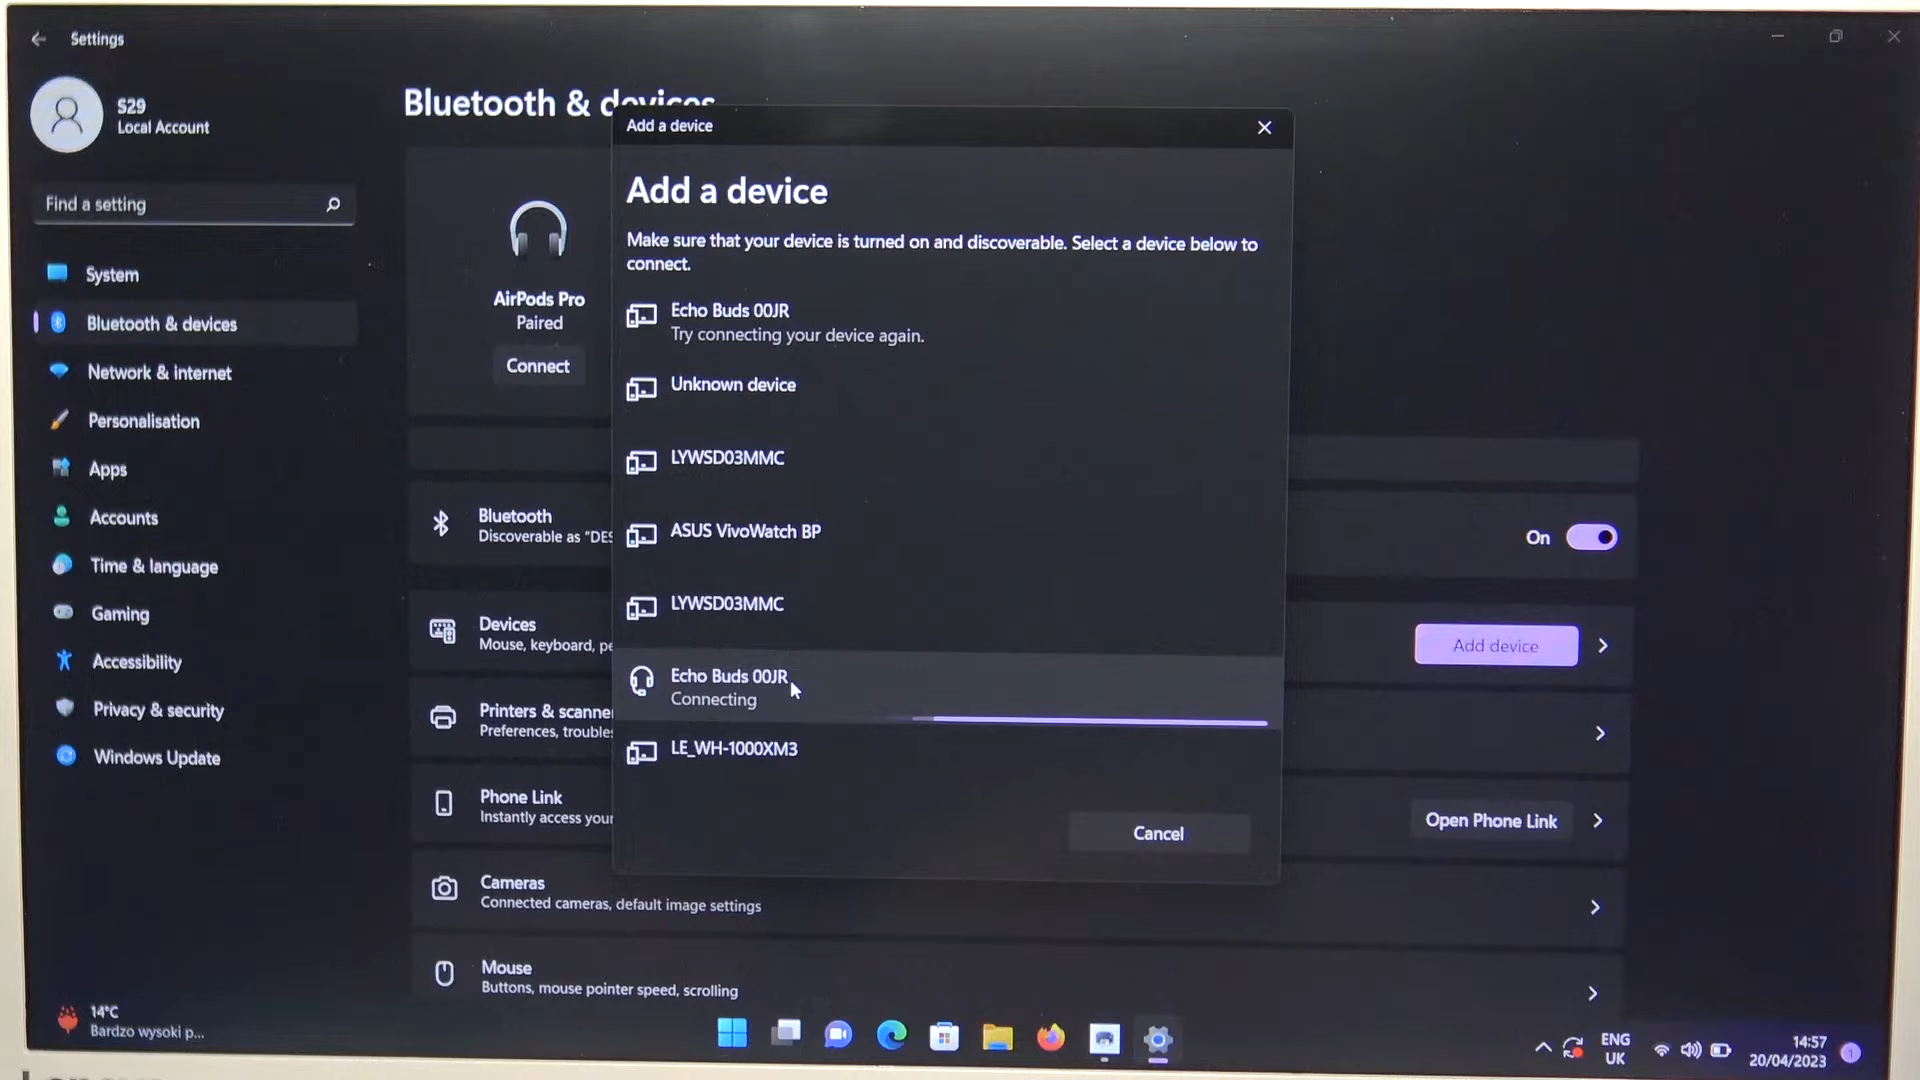 Settings
S29
Local Account
Find a setting
System
Bluetooth & devices
Network & internet
Personalisation
Apps
Accounts
Time & language
Gaming
Accessibility
Privacy & security
Windows Update
14°C
Bardzo wysoki p...
Bluetooth & devices
AirPods Pro
Paired
Connect
Bluetooth
Discoverable as "DES
On
Devices
Mouse, keyboard, pe
Add device
Printers & scanne
Preferences, trouble
Phone Link
Instantly access your
Open Phone Link
Cameras
Connected cameras, default image settings
Mouse
Buttons, mouse pointer speed, scrolling
Add a device
Add a device
Make sure that your device is turned on and discoverable. Select a device below to
connect.
Echo Buds 00JR
Try connecting your device again.
Unknown device
LYWSD03MMC
ASUS VivoWatch BP
LYWSD03MMC
Echo Buds 00JR
Connecting
LE_WH-1000XM3
Cancel
ENG
UK
14:57
20/04/2023
1